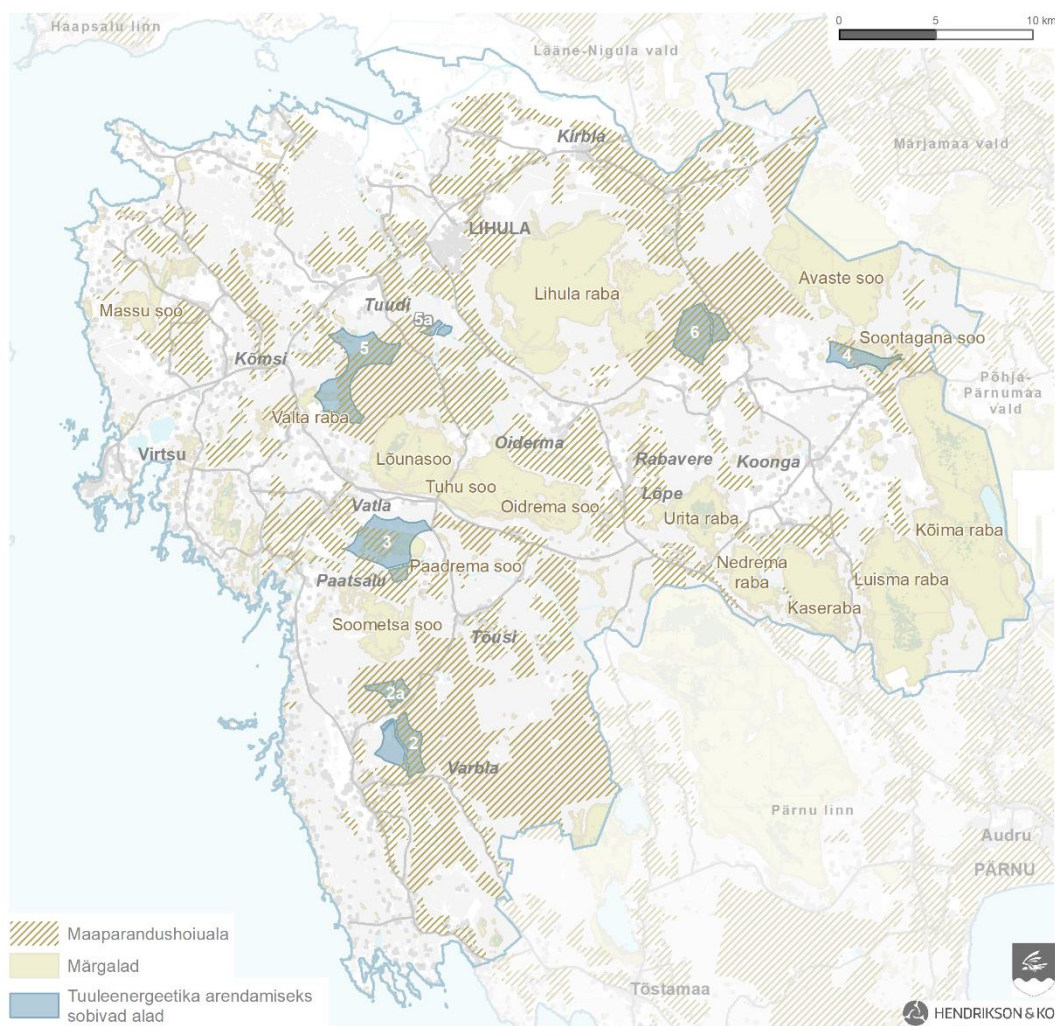 0 5 10 km
Haapsalu linn
Lääne-Nigula vald
Kirbla
Märjamaa vald
LIHULA
Avaste soo
Lihula raba
Massu soo
Tuudi
5a
6
Soontagana soo
5
4
Kõmsi
Põhja-
Pärnumaa
vald
Valta raba
Oiderma
Virtsu
Lõunasoo
Rabavere
Koonga
Tuhu soo
Lõpe
Vatla
Oidrema soo
Urita raba
Kõima raba
3
Paadrema soo
Nedrema
raba
Luisma raba
Paatsalu
Kaseraba
Soometsa soo
Tõusi
2a
2
Varbla
Pärnu linn
Audru
PÄRNU
Maaparandushoiuala
Märgalad
Tuuleenergeetika arendamiseks
sobivad alad
Tõstamaa
HENDRIKSON & KO